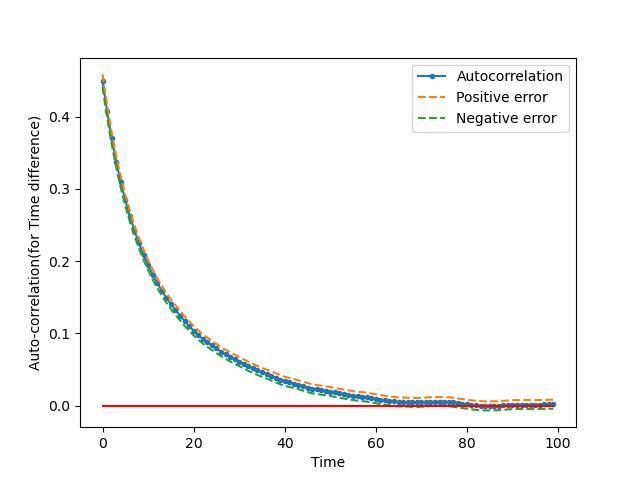 Autocorrelation
Positive error
Negative error
Auto-correlation(for Time difference)
0.4
0.3
0.2
0.1
0.0
0 20 40 60 80 100
Time